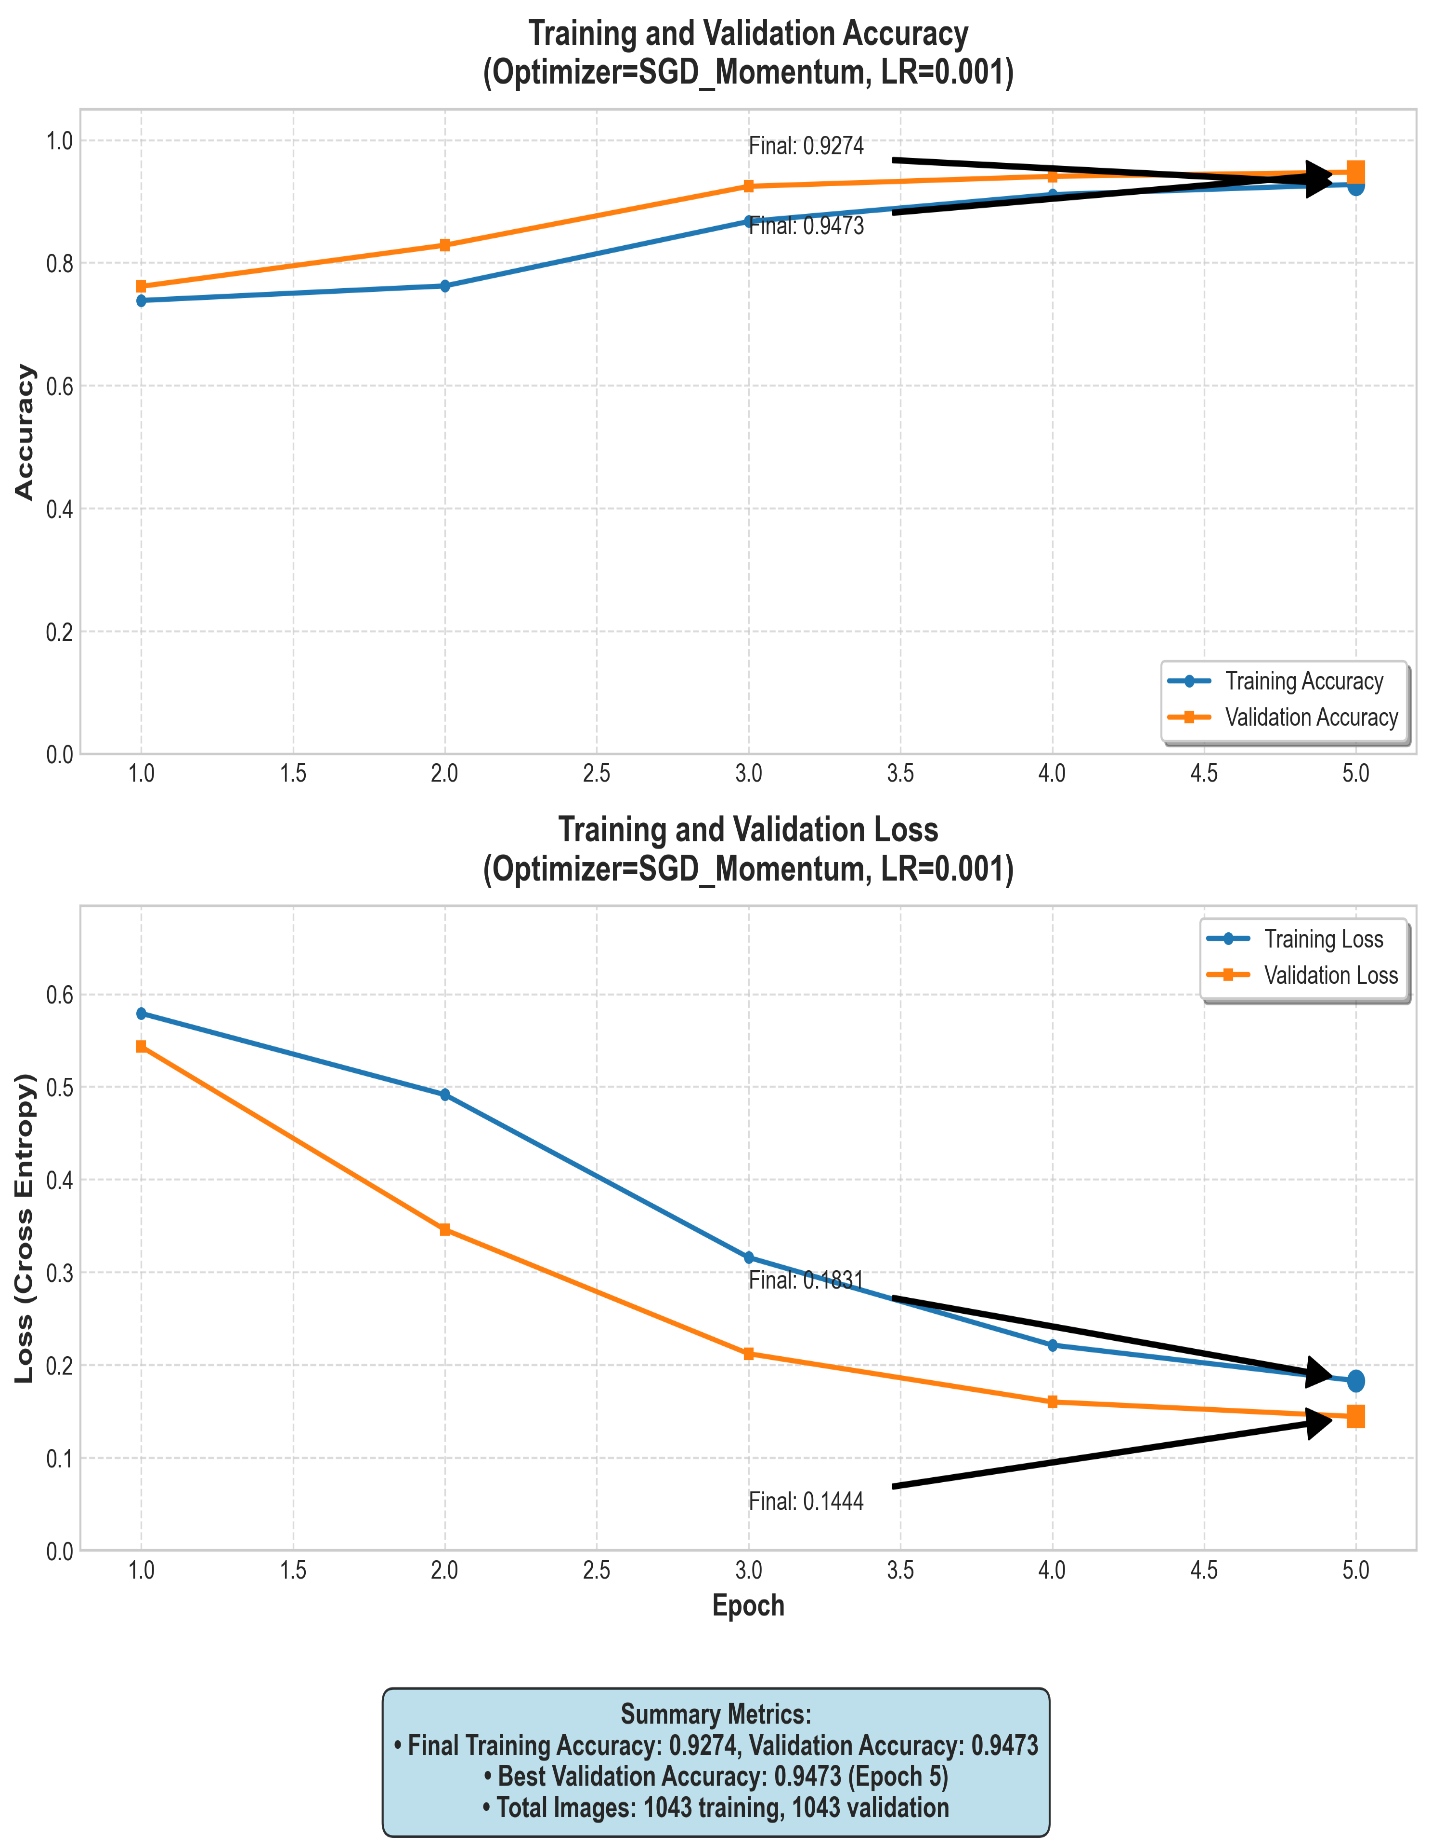 Training and Validation Accuracy
(Optimizer=SGD_Momentum, LR=0.001)
Accuracy
1.0
0.8
0.6
0.4
0.2
0.0
Final: 0.9274
Final: 0.9473
Training Accuracy
Validation Accuracy
1.0 1.5 2.0 2.5 3.0 3.5 4.0 4.5 5.0
Training and Validation Loss
(Optimizer=SGD_Momentum, LR=0.001)
Loss (Cross Entropy)
0.6
0.5
0.4
0.3
0.2
0.1
0.0
Training Loss
Validation Loss
Final: 0.1831
Final: 0.1444
1.0 1.5 2.0 2.5 3.0 3.5 4.0 4.5 5.0
Epoch
Summary Metrics:
• Final Training Accuracy: 0.9274, Validation Accuracy: 0.9473
• Best Validation Accuracy: 0.9473 (Epoch 5)
• Total Images: 1043 training, 1043 validation